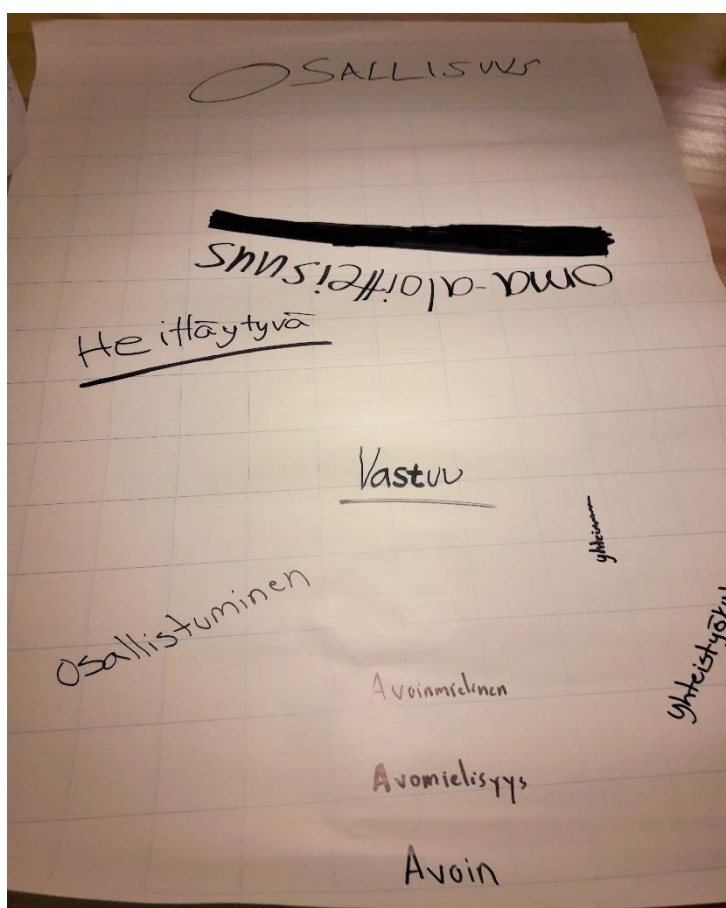 OSALLISUUS
oma-aloitteisuus
Heittäytyvä
Vastuu
Osallistuminen
Avoinmielinen
Avomielisyys
Avoin